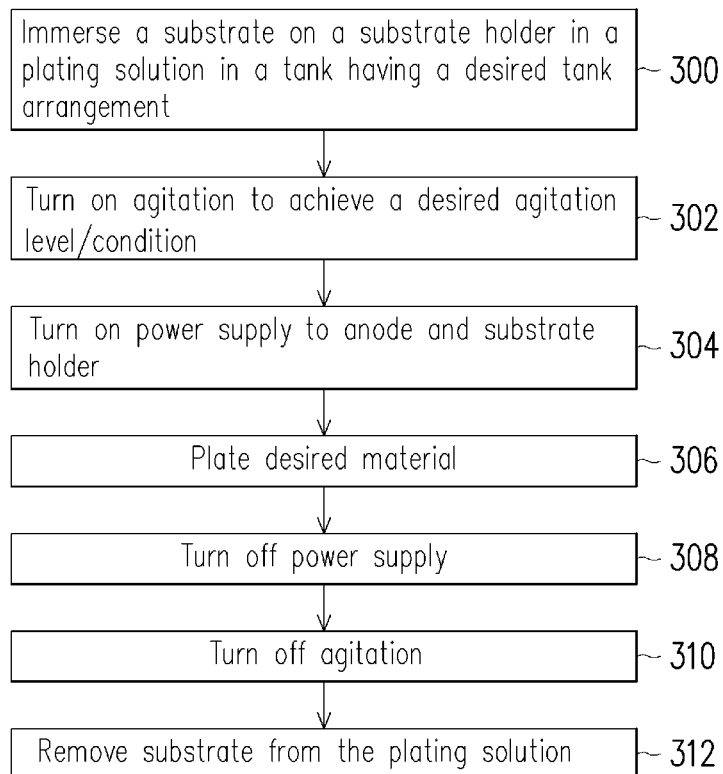 Immerse a substrate on a substrate holder in a
plating solution in a tank having a desired tank
arrangement
300
Turn on agitation to achieve a desired agitation
level/condition
302
Turn on power supply to anode and substrate
holder
304
Plate desired material
306
Turn off power supply
308
Turn off agitation
310
Remove substrate from the plating solution
312